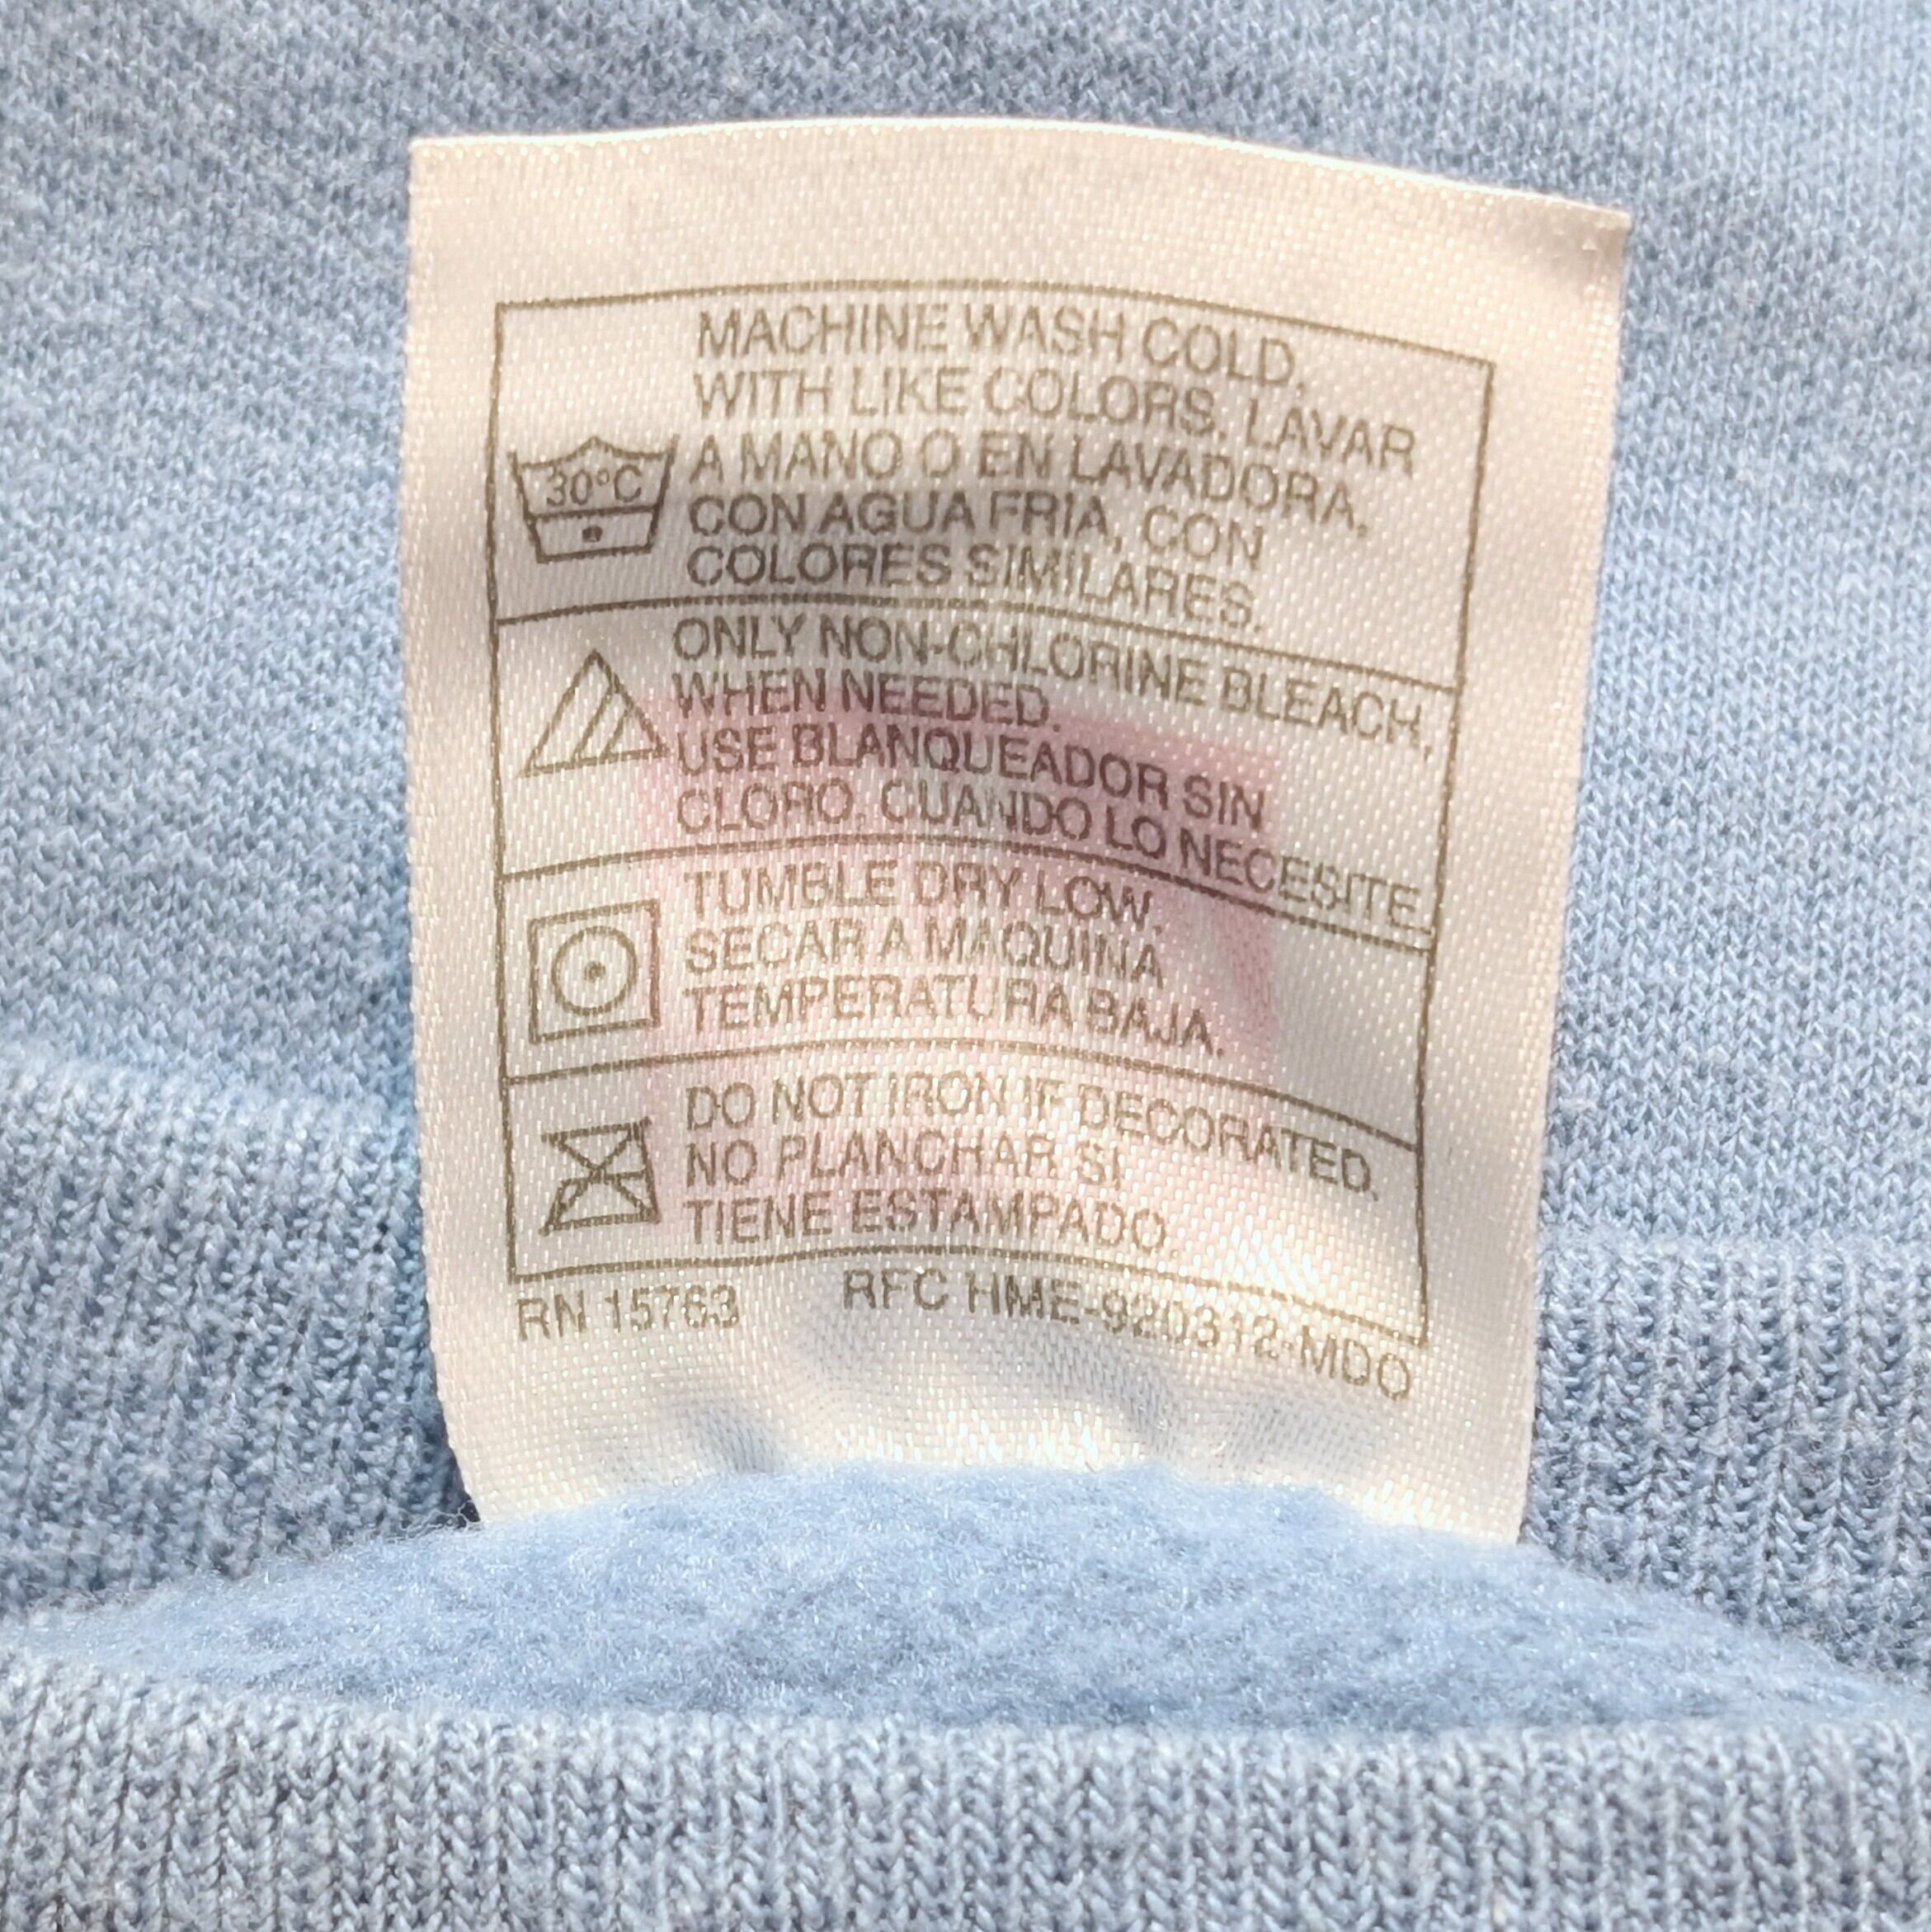 MACHINE WASH COLD,
WITH LIKE COLORS. LAVAR
A MANO O EN LAVADORA,
CON AGUA FRIA, CON
COLORES SIMILARES.
30°C
ONLY NON-CHLORINE BLEACH,
WHEN NEEDED.
USE BLANQUEADOR SIN
CLORO, CUANDO LO NECESITE.
TUMBLE DRY LOW.
SECAR A MAQUINA
TEMPERATURA BAJA.
DO NOT IRON IF DECORATED.
NO PLANCHAR SI
TIENE ESTAMPADO.
RN 15763 RFC HME-920312-MDO